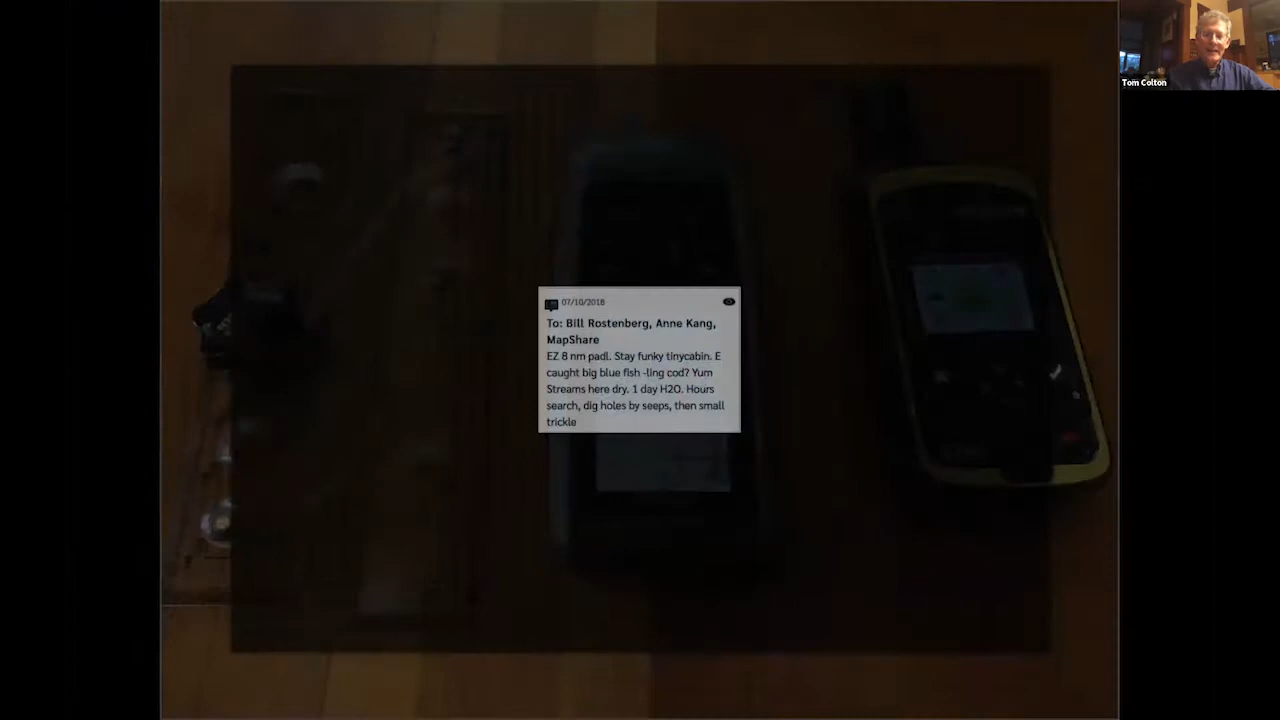 Tom Colton
07/10/2018
To: Bill Rostenberg, Anne Kang,
MapShare
EZ 8 nm padl. Stay funky tinycabin. E
caught big blue fish -ling cod? Yum
Streams here dry. 1 day H2O. Hours
search, dig holes by seeps, then small
trickle